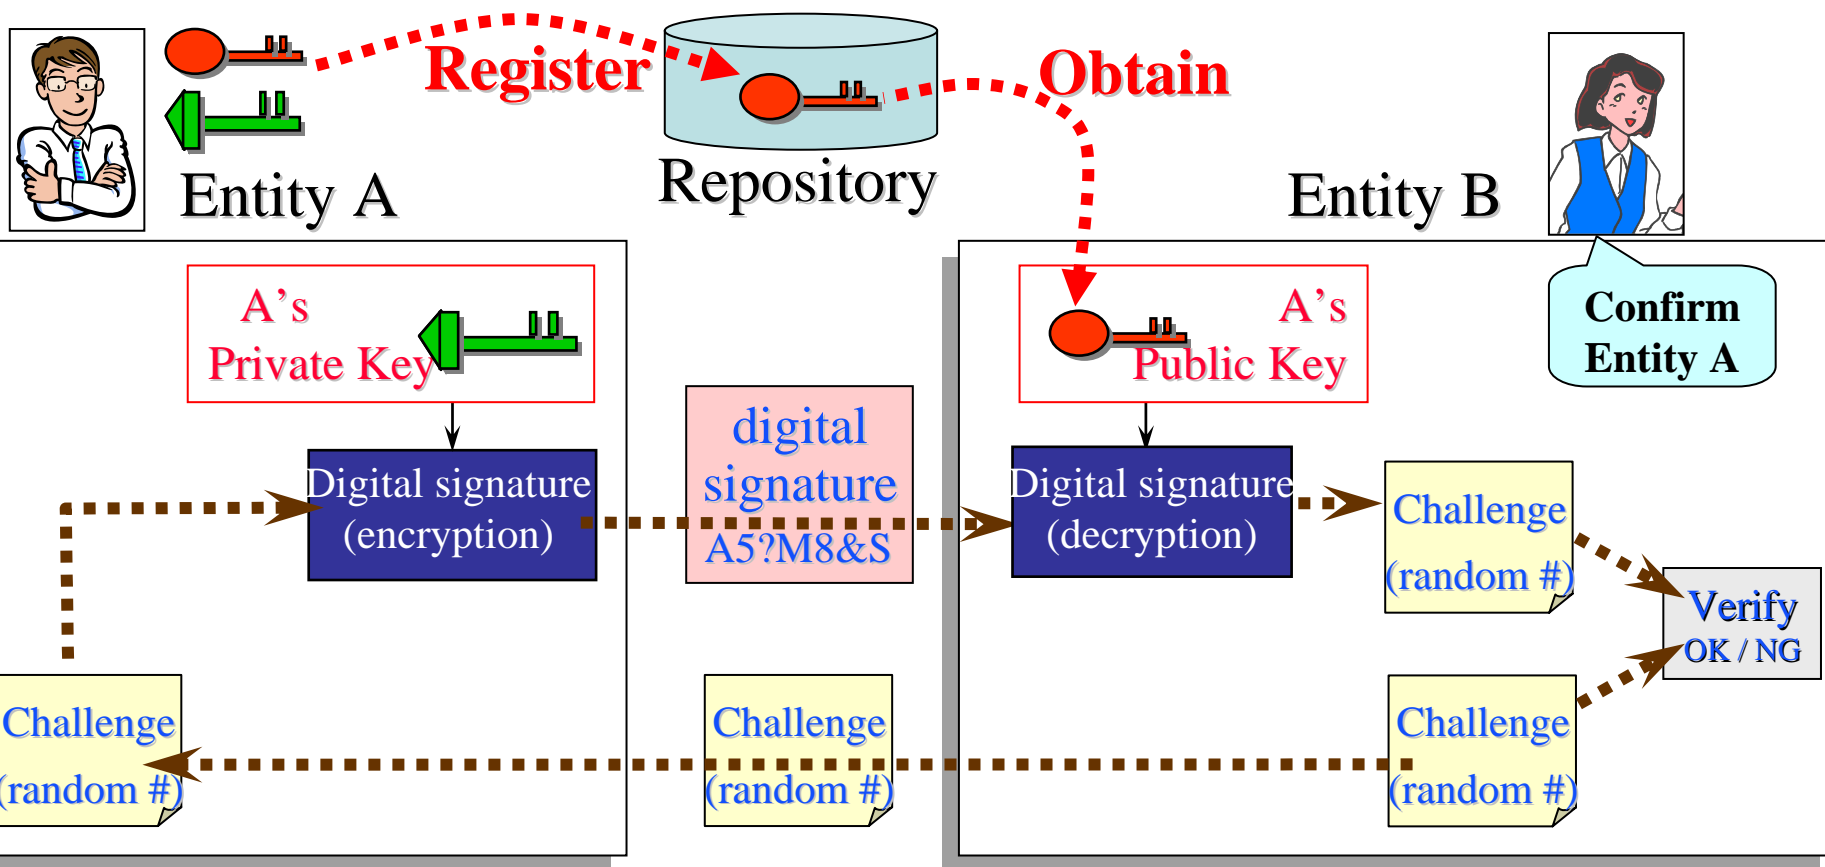 Register
Obtain
Entity A
Repository
Entity B
A's
Private Key
A's
Public Key
Confirm
Entity A
digital
signature
A5?M8&S
Digital signature
(encryption)
Digital signature
(decryption)
Challenge
(random #)
Verify
OK / NG
Challenge
(random #)
Challenge
(random #)
Challenge
(random #)